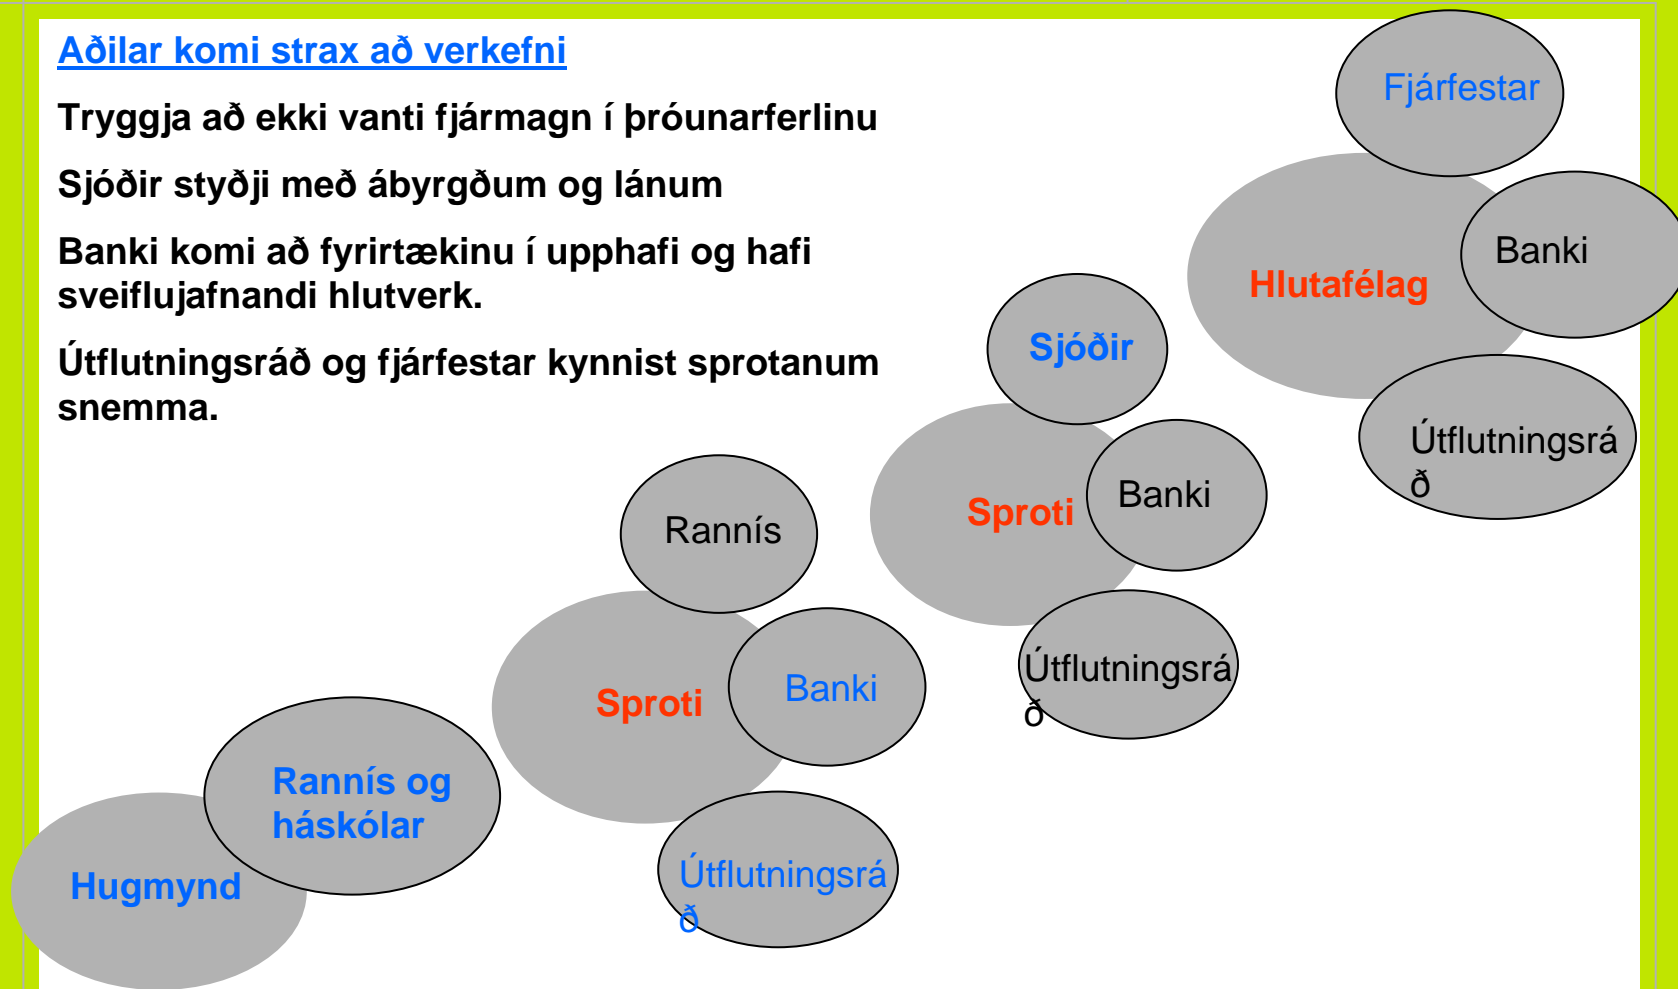 Aðilar komi strax að verkefni
Tryggja að ekki vanti fjármagn í þróunarferlinu
Sjóðir styðji með ábyrgðum og lánum
Banki komi að fyrirtækinu í upphafi og hafi
sveiflujafnandi hlutverk.
Útflutningsráð og fjárfestar kynnist sprotanum
snemma.
Fjárfestar
Banki
Hlutafélag
Útflutningsrá
ð
Sjóðir
Banki
Sproti
Útflutningsrá
ð
Rannís
Banki
Sproti
Útflutningsrá
ð
Rannís og
háskólar
Hugmynd